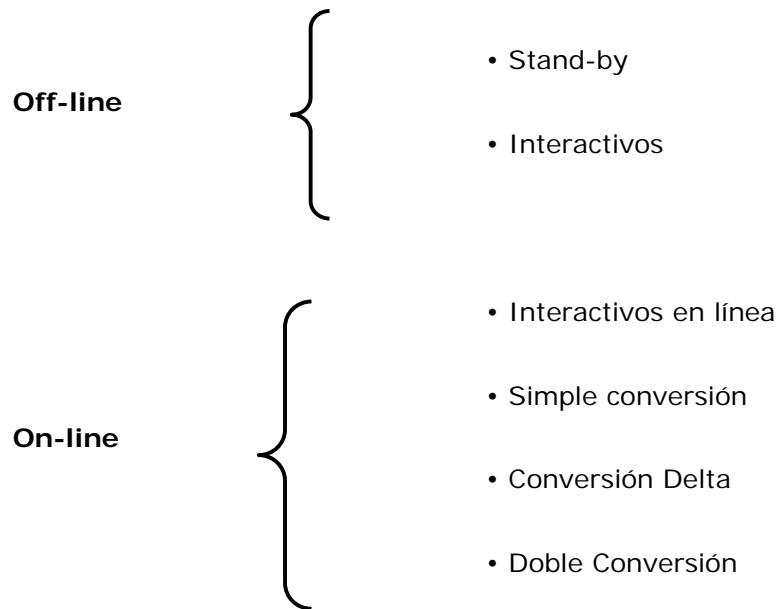 Off-line
• Stand-by
• Interactivos
On-line
• Interactivos en línea
• Simple conversión
• Conversión Delta
• Doble Conversión